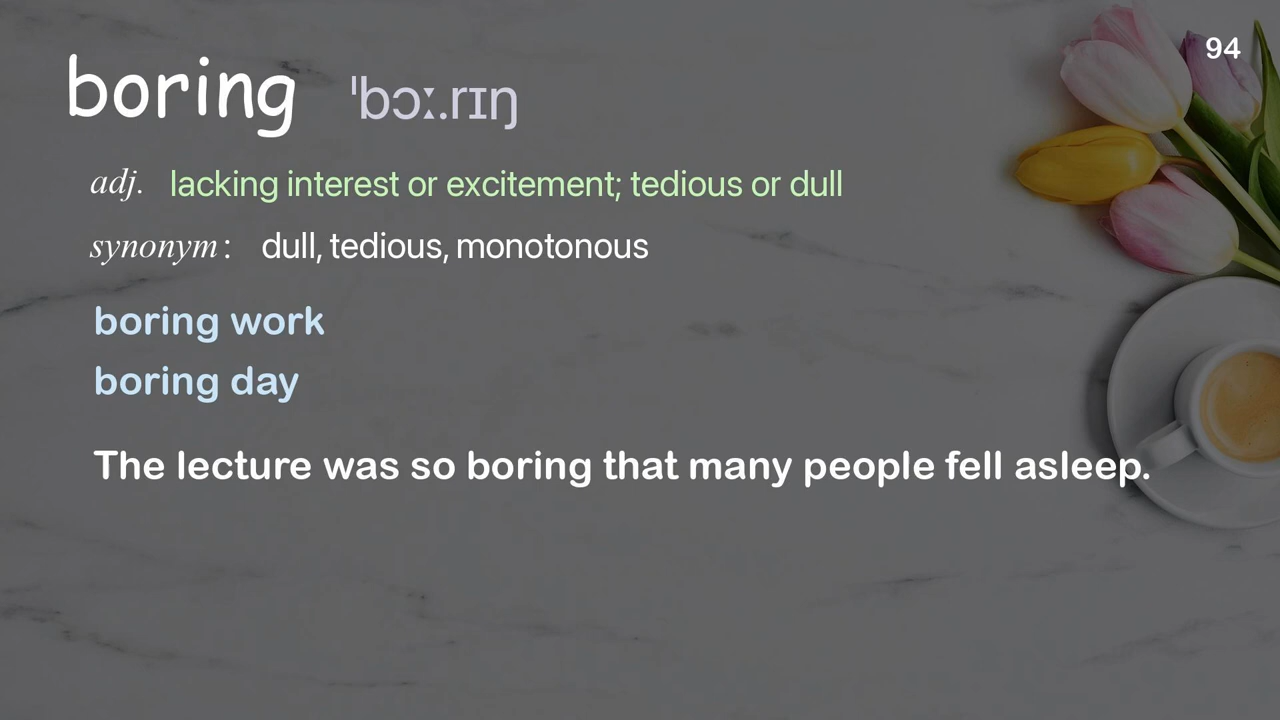 94
boring ˈbɔː.rɪŋ
adj. lacking interest or excitement; tedious or dull
synonym: dull, tedious, monotonous
boring work
boring day
The lecture was so boring that many people fell asleep.